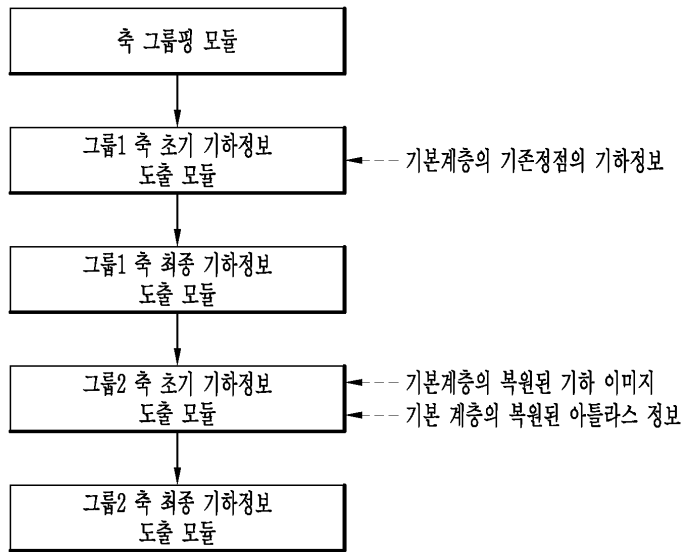 축 그룹핑 모듈
그룹1 축 초기 기하정보
도출 모듈
기본계층의 기존정점의 기하정보
그룹1 축 최종 기하정보
도출 모듈
그룹2 축 초기 기하정보
도출 모듈
기본계층의 복원된 기하 이미지
기본 계층의 복원된 아틀라스 정보
그룹2 축 최종 기하정보
도출 모듈